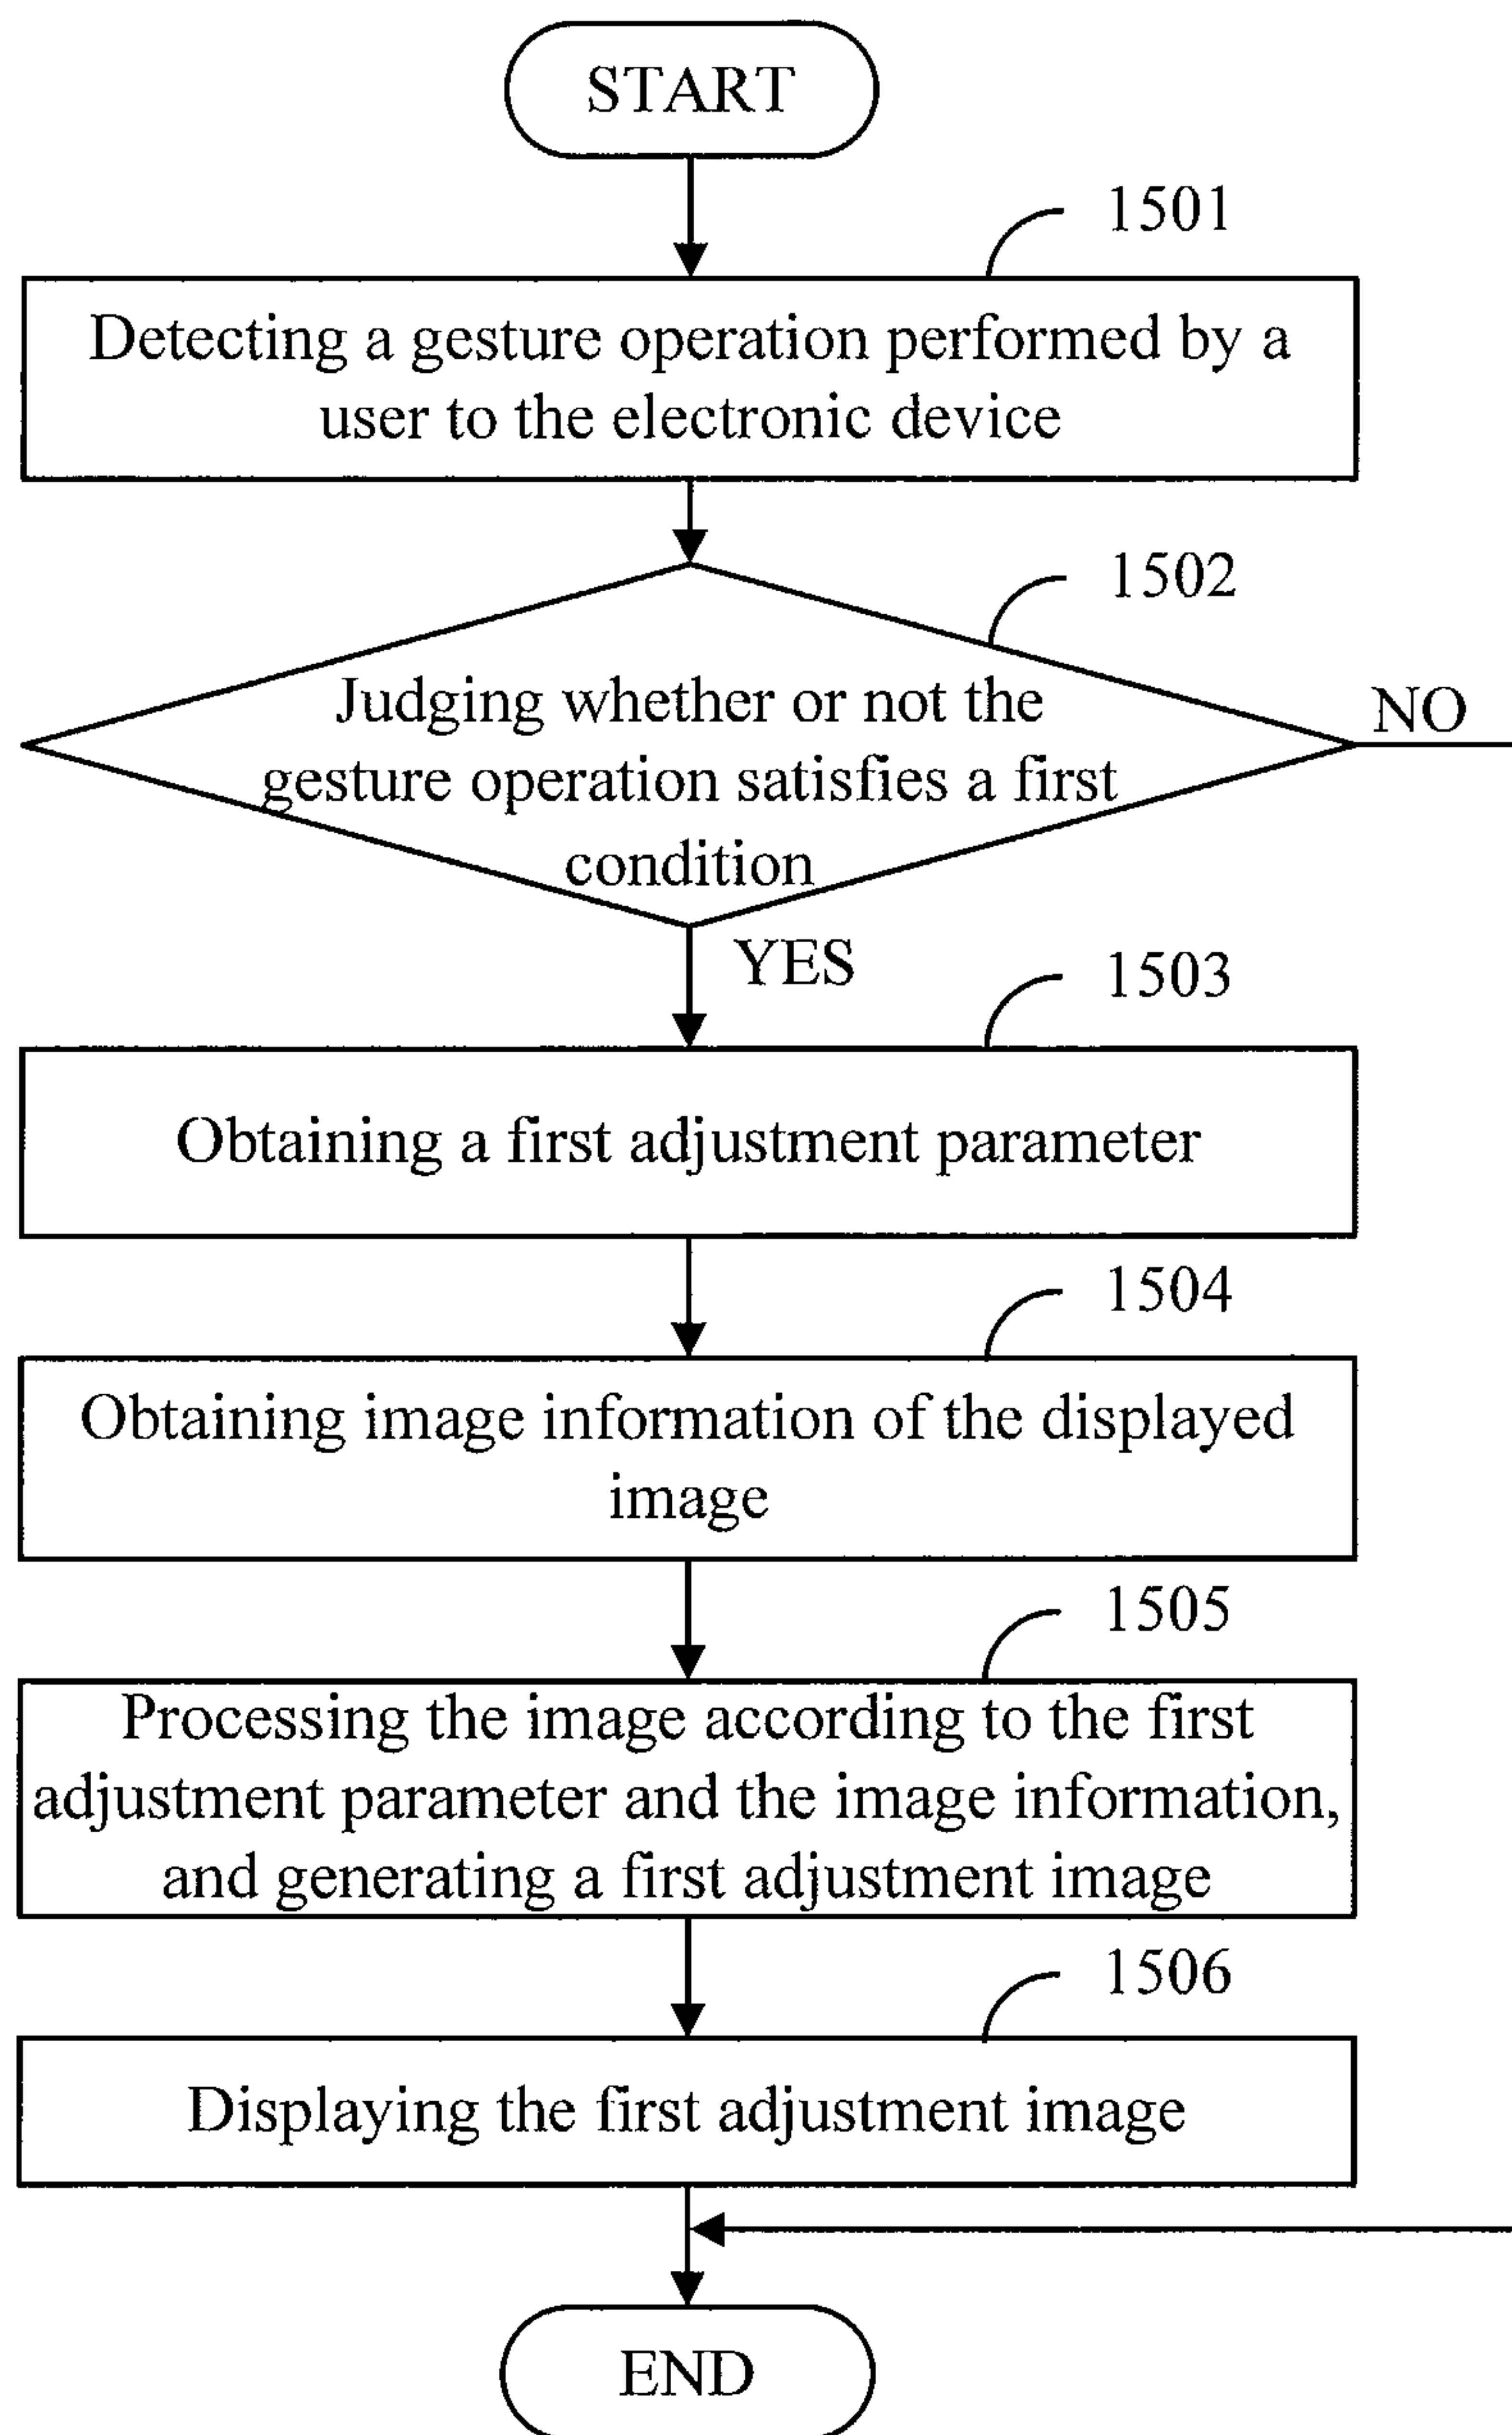 START
1501
Detecting a gesture operation performed by a
user to the electronic device
1502
Judging whether or not the
gesture operation satisfies a first
condition
NO
YES
1503
Obtaining a first adjustment parameter
1504
Obtaining image information of the displayed
image
1505
Processing the image according to the first
adjustment parameter and the image information,
and generating a first adjustment image
1506
Displaying the first adjustment image
END